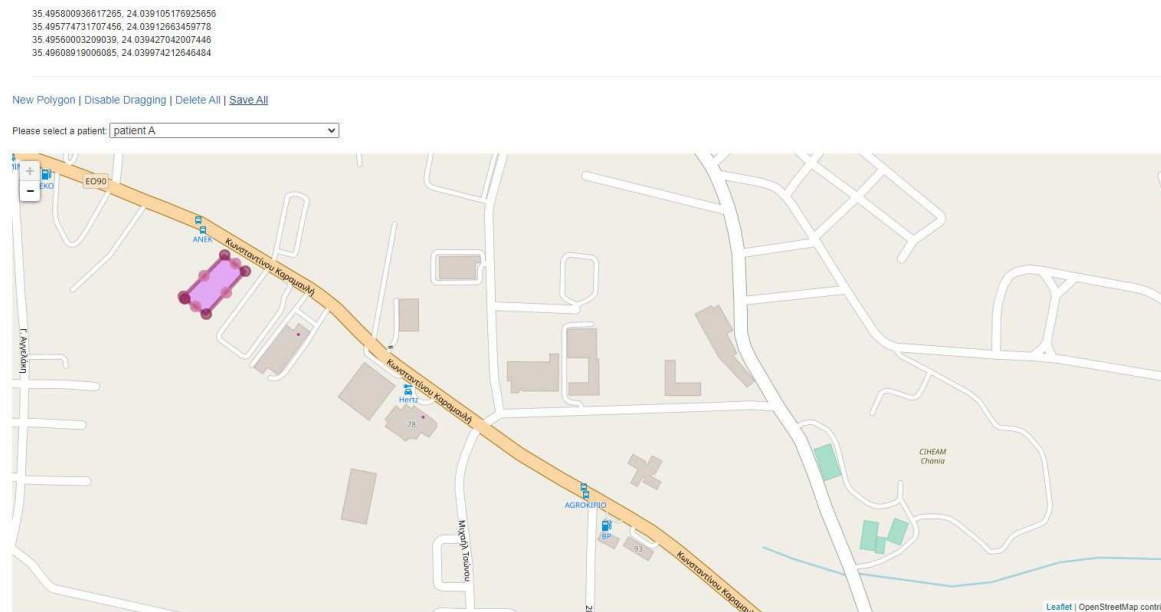 35.495800936617265, 24.039105176925656
35.495774731707456, 24.03912663459778
35.49560003209039, 24.039427042007446
35.49608919006085, 24.039974212646484
New Polygon | Disable Dragging | Delete All | Save All
Please select a patient: patient A
+
-
EKO
EO90
ANEK
Κωνσταντίνου Καραμανλή
Γ. Αγγελάκη
Κωνσταντίνου Καραμανλή
Hertz
78
CIHEAM
Chania
AGROKIPIO
BP
93
Μιχαήλ Τσώνου
Κωνσταντίνου Καραμαν
Leaflet | OpenStreetMap contri